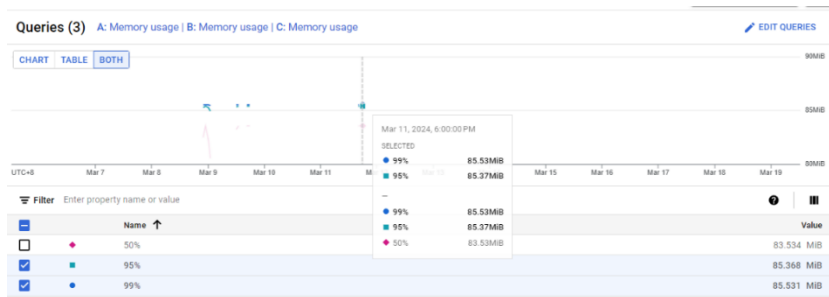 Queries (3) A: Memory usage | B: Memory usage | C: Memory usage EDIT QUERIES
CHART TABLE BOTH
90MiB
85MiB
80MiB
UTC+8 Mar 7 Mar 8 Mar 9 Mar 10 Mar 11 Mar 15 Mar 16 Mar 17 Mar 18 Mar 19
Mar 11, 2024, 6:00:00 PM
SELECTED
99% 85.53MiB
95% 85.37MiB
–
99% 85.53MiB
95% 85.37MiB
50% 83.53MiB
Filter Enter property name or value
Name Value
50% 83.534 MiB
95% 85.368 MiB
99% 85.531 MiB